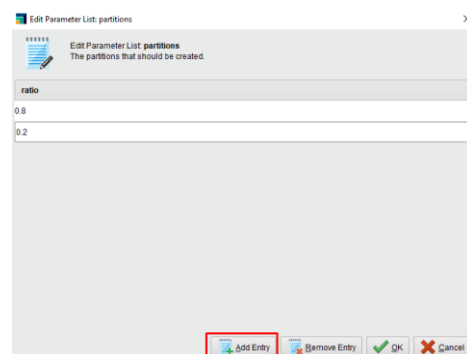 Edit Parameter List: partitions
Edit Parameter List: partitions
The partitions that should be created.
ratio
0.8
0.2
Add Entry Remove Entry OK Cancel